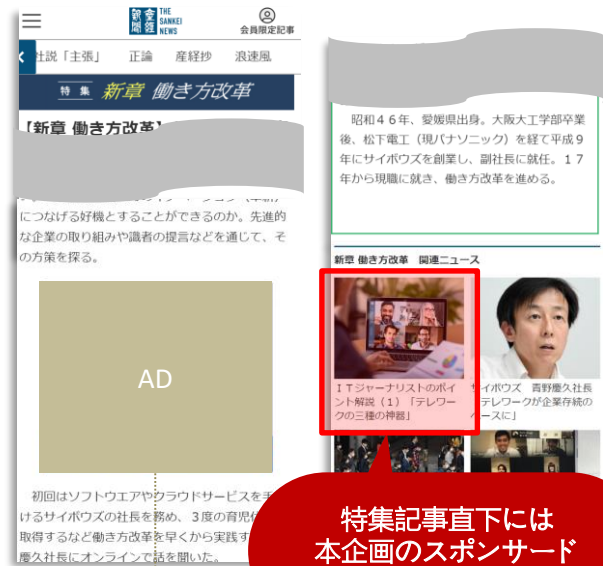 産経新聞
THE SANKEI NEWS
会員限定記事
社説「主張」 正論 産経抄 浪速風
特 集 新章 働き方改革
【新章 働き方改革】
につなげる好機とすることができるのか。先進的
な企業の取り組みや識者の提言などを通じて、そ
の方策を探る。
AD
初回はソフトウエアやクラウドサービスを手
けるサイボウズの社長を務め、３度の育児休
取得するなど働き方改革を早くから実践す
慶久社長にオンラインで話を聞いた。
昭和４６年、愛媛県出身。大阪大工学部卒業
後、松下電工（現パナソニック）を経て平成９
年にサイボウズを創業し、副社長に就任。１７
年から現職に就き、働き方改革を進める。
新章 働き方改革 関連ニュース
ＩＴジャーナリストのポイ
ント解説（１）「テレワー
クの三種の神器」
サイボウズ 青野慶久社長
「テレワークが企業存続の
ベースに」
特集記事直下には
本企画のスポンサード